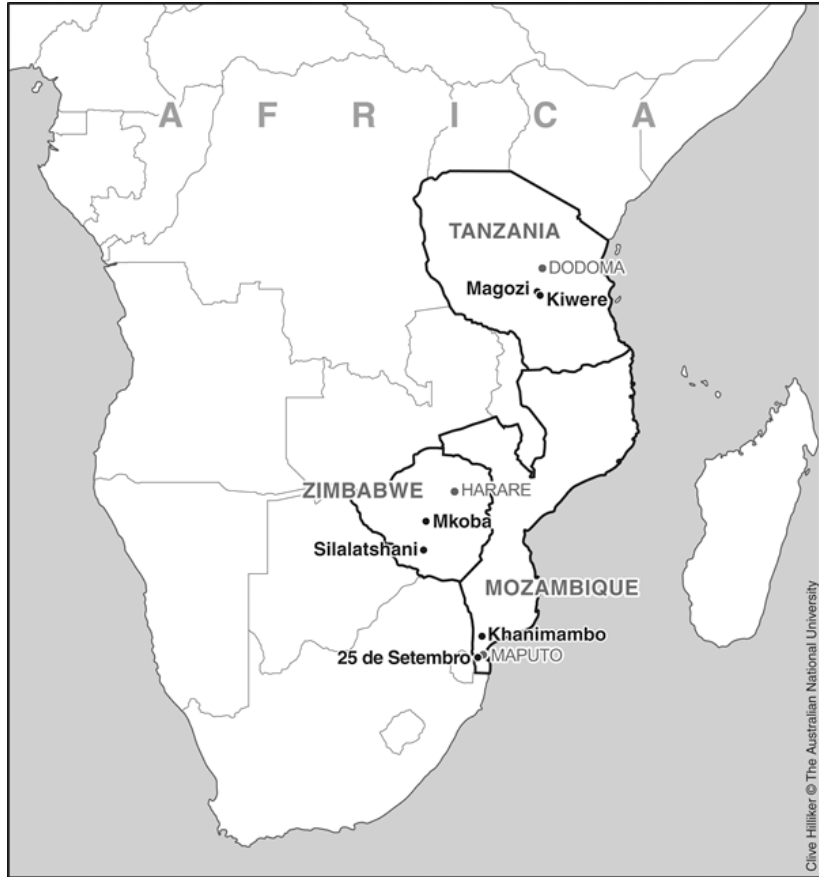 A F R I C A
TANZANIA
DODOMA
Magozi
Kiwere
ZIMBABWE
HARARE
Mkoba
Silalatshani
MOZAMBIQUE
Khanimambo
25 de Setembro
MAPUTO
Clive Hilliker © The Australian National University